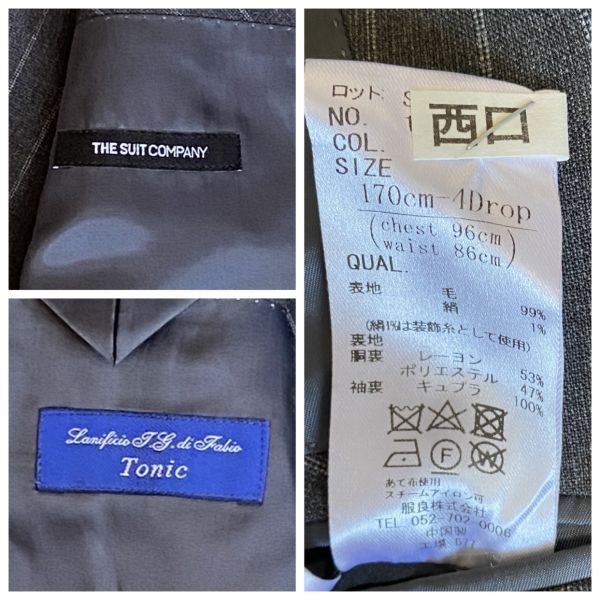 THE SUIT COMPANY
Lanificio T.G. di Fabio
Tonic
ロット: S
西口
NO.
COL.
SIZE
170cm-4Drop
(chest 96cm
waist 86cm)
QUAL.
表地 毛 99%
絹 1%
(絹1%は装飾糸として使用)
裏地
胴裏 レーヨン 53%
ポリエステル 47%
袖裏 キュプラ 100%
F
W
あて布使用
スチームアイロン可
服良株式会社
TEL 052-702 0006
中国製
工場 677